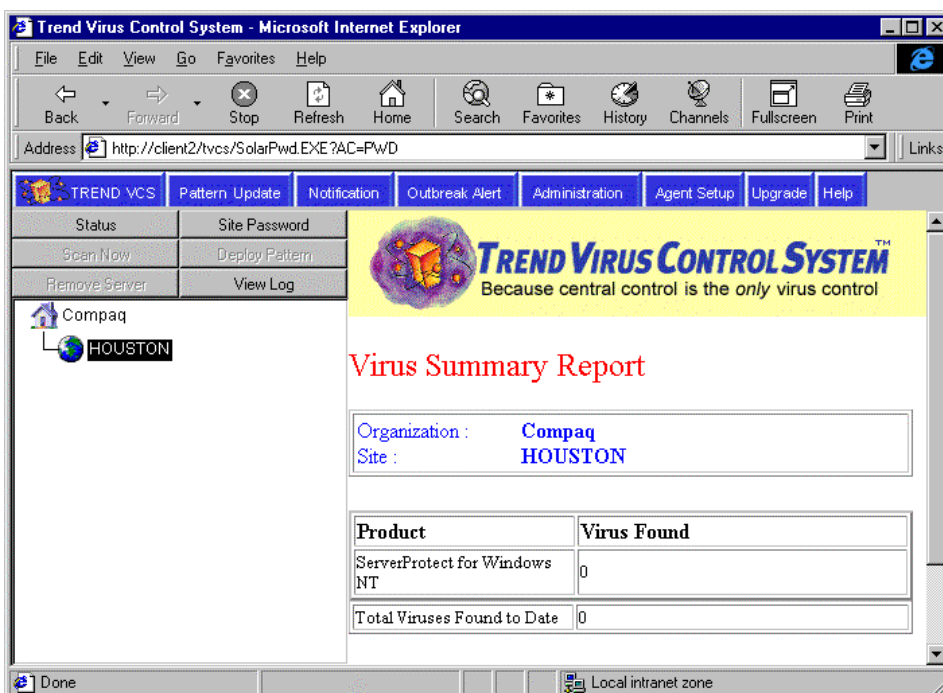 Trend Virus Control System - Microsoft Internet Explorer
File Edit View Go Favorites Help
Back Forward Stop Refresh Home Search Favorites History Channels Fullscreen Print
Address http://client2/tvcs/SolarPwd.EXE?AC=PWD Links
TREND VCS Pattern Update Notification Outbreak Alert Administration Agent Setup Upgrade Help
Status Site Password
Scan Now Deploy Pattern
Remove Server View Log
Compaq
HOUSTON
TREND VIRUS CONTROL SYSTEM™
Because central control is the only virus control
Virus Summary Report
Organization : Compaq
Site : HOUSTON
Product Virus Found
ServerProtect for Windows
NT 0
Total Viruses Found to Date 0
Done Local intranet zone